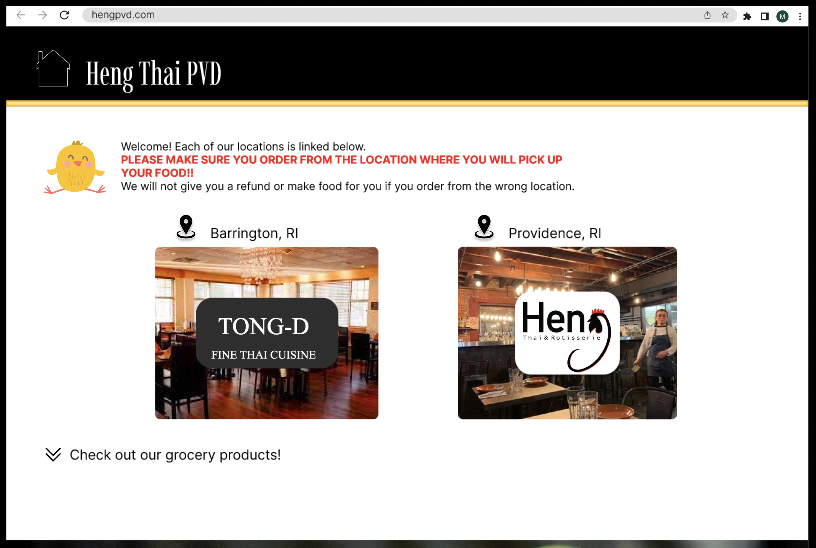 hengpvd.com
M
Heng Thai PVD
Welcome! Each of our locations is linked below.
PLEASE MAKE SURE YOU ORDER FROM THE LOCATION WHERE YOU WILL PICK UP
YOUR FOOD!!
We will not give you a refund or make food for you if you order from the wrong location.
Barrington, RI
Providence, RI
TONG-D
FINE THAI CUISINE
Heng
Thai & Rotisserie
Check out our grocery products!